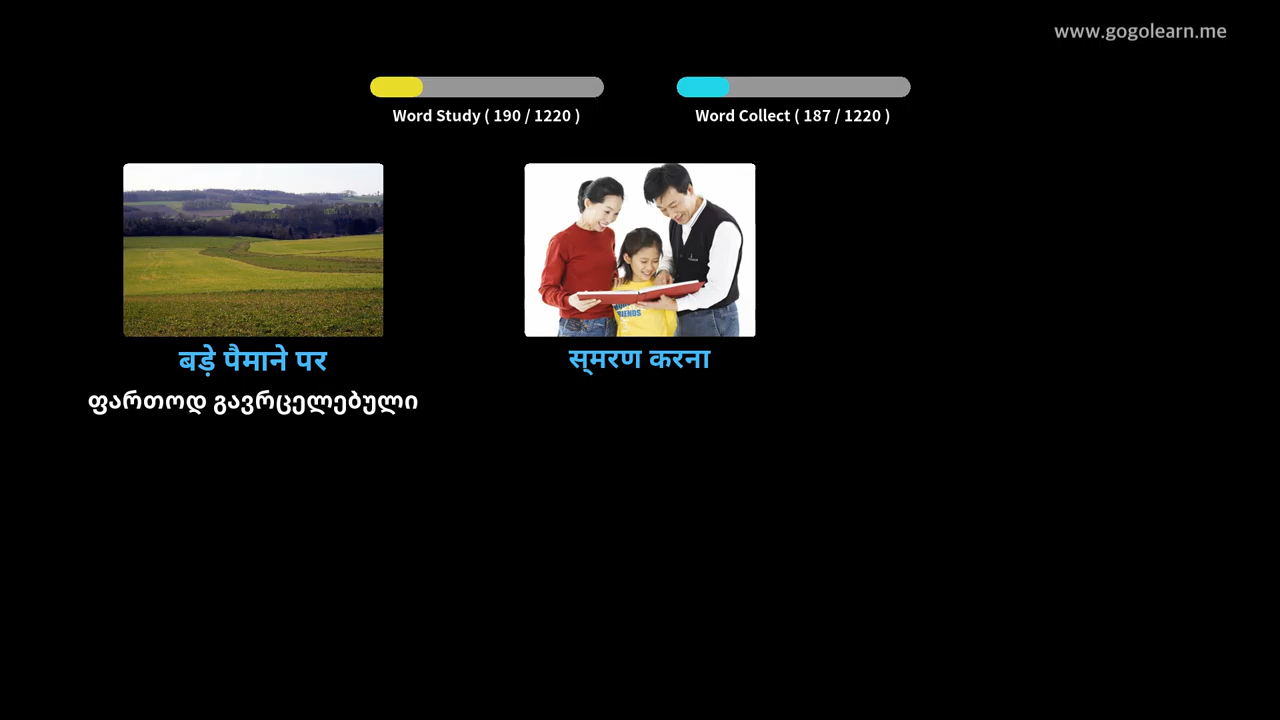 www.gogolearn.me
Word Study ( 190 / 1220 )
Word Collect ( 187 / 1220 )
बड़े पैमाने पर
ფართოდ გავრცელებული
स्मरण करना